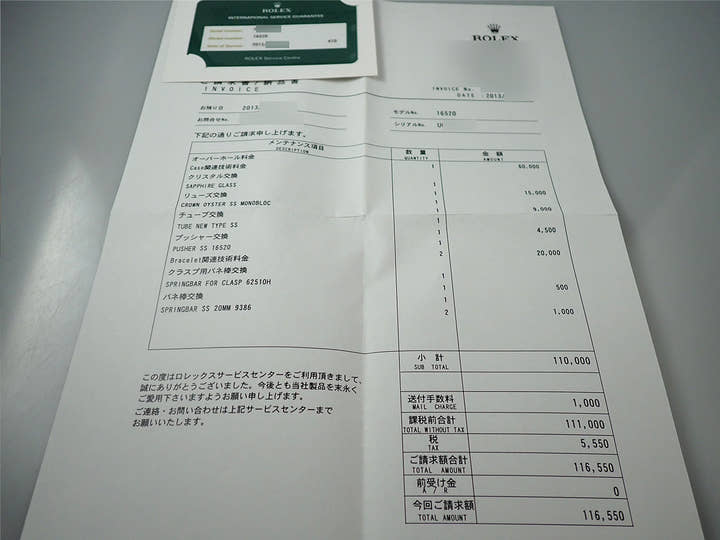 ROLEX
INTERNATIONAL SERVICE GUARANTEE
16520
2013/
ROLEX Service Centre
ROLEX
ご請求書/納品書
INVOICE
INVOICE No.
DATE :2013/
お預り日 2013
お問合せNo.
モデルNo. 16520
シリアルNo. U
下記の通りご請求申し上げます。
メンテナンス項目 数量 金額
DESCRIPTION QUANTITY AMOUNT
オーバーホール料金 1 60,000
Case関連技術料金 1
クリスタル交換 1 15,000
SAPPHIRE GLASS 1
リューズ交換 1 9,000
CROWN OYSTER SS MONOBLOC 1
チューブ交換 1 4,500
TUBE NEW TYPE SS 1
プッシャー交換 2 20,000
PUSHER SS 16520
Bracelet関連技術料金 1
クラスプ用バネ棒交換 1 500
SPRINGBAR FOR CLASP 62510H
バネ棒交換 2 1,000
SPRINGBAR SS 20MM 9386
小計 110,000
SUB TOTAL
この度はロレックスサービスセンターをご利用頂きまして、
誠にありがとうございました。今後とも当社製品を末永く
ご愛用下さいますようお願い申し上げます。
ご連絡・お問い合わせは上記サービスセンターまで
お願いいたします。
送付手数料 1,000
MAIL CHARGE
課税前合計 111,000
TOTAL WITHOUT TAX
税 5,550
TAX
ご請求額合計 116,550
TOTAL AMOUNT
前受け金 0
A / R
今回ご請求額 116,550
TOTAL AMOUNT